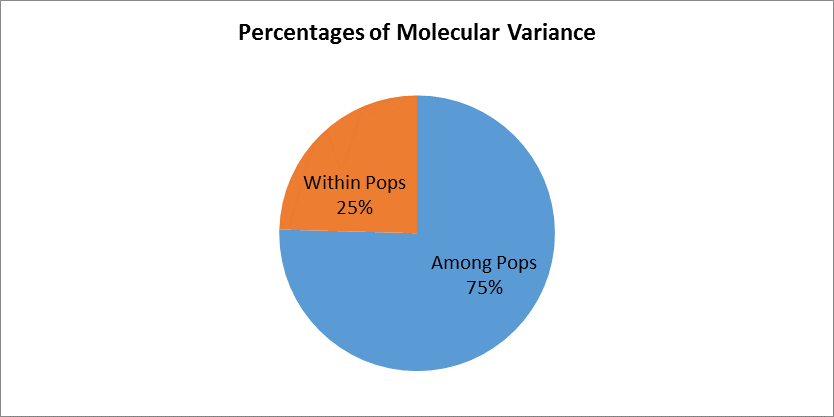 Percentages of Molecular Variance
Within Pops
25%
Among Pops
75%